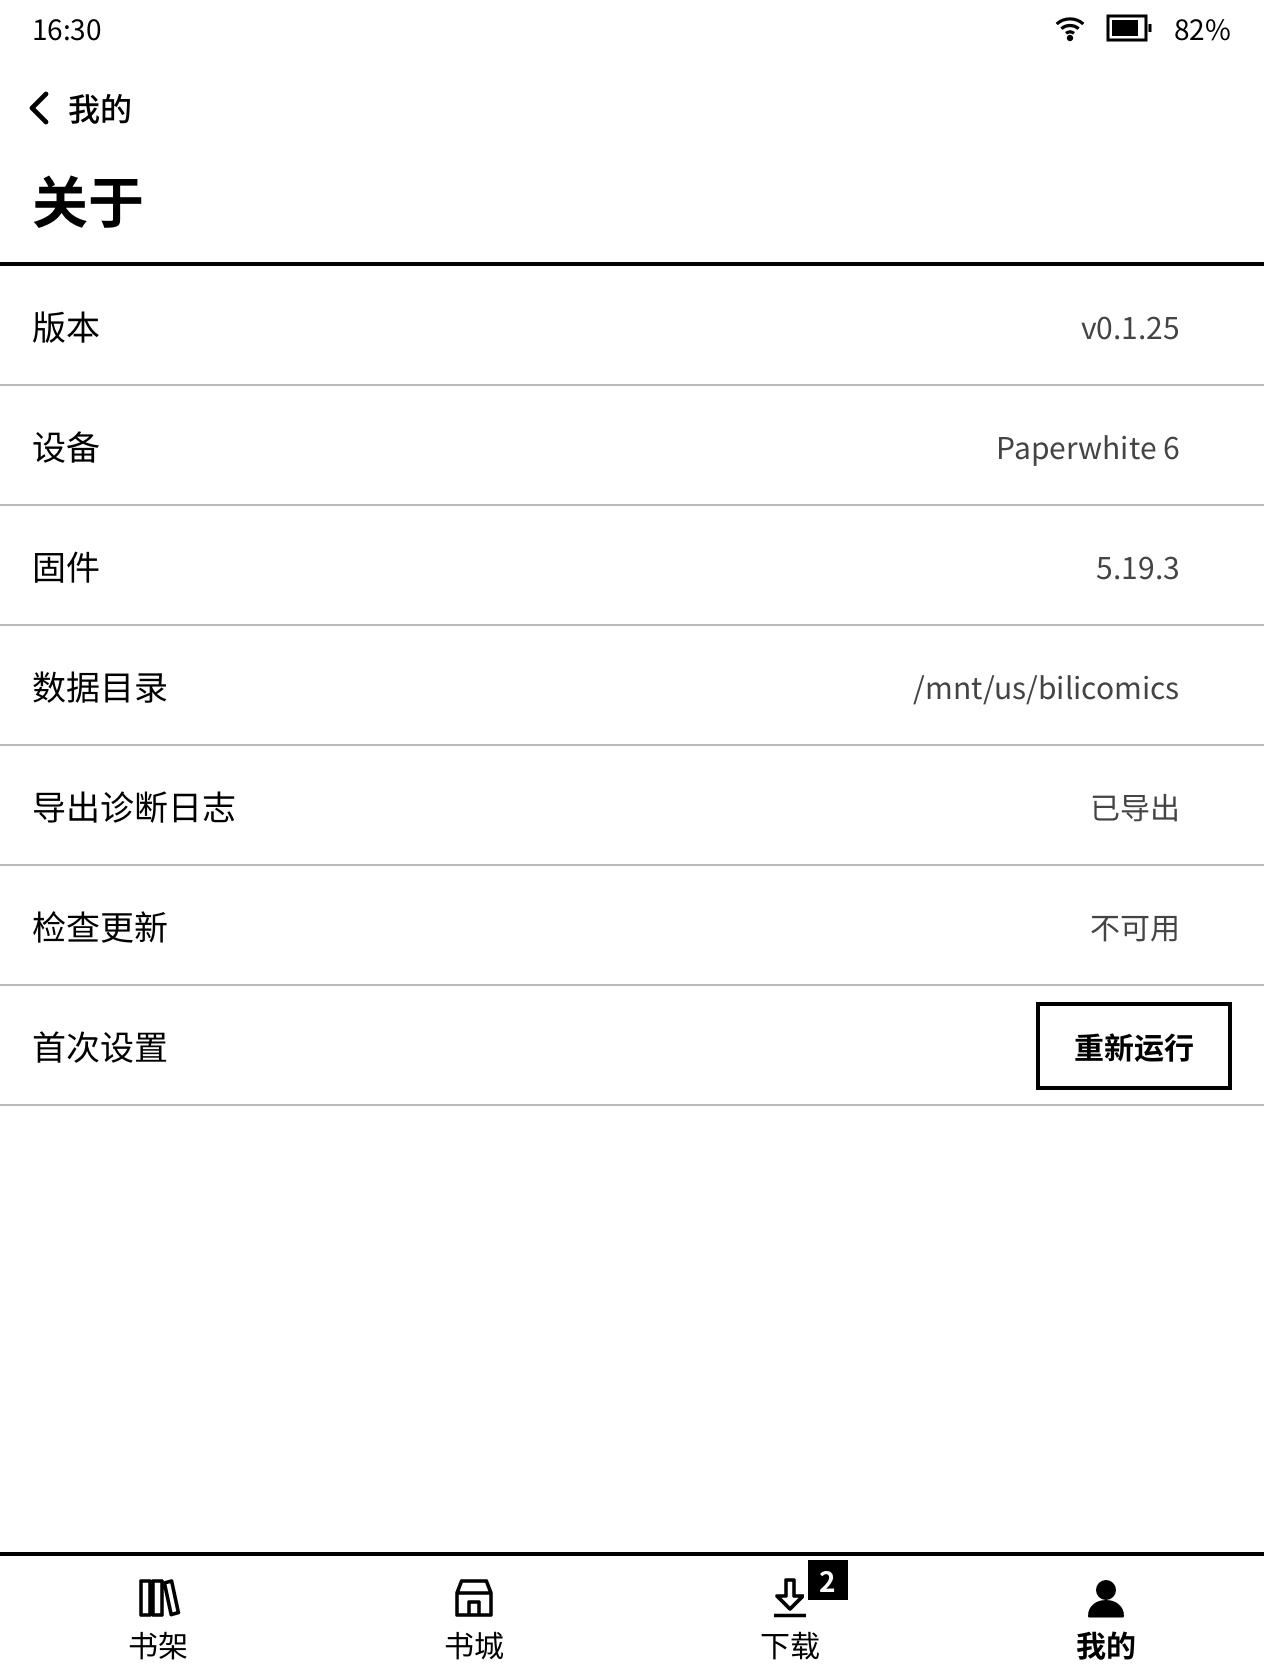 16:30
82%
我的
关于
版本
v0.1.25
设备
Paperwhite 6
固件
5.19.3
数据目录
/mnt/us/bilicomics
导出诊断日志
已导出
检查更新
不可用
首次设置
重新运行
2
书架
书城
下载
我的